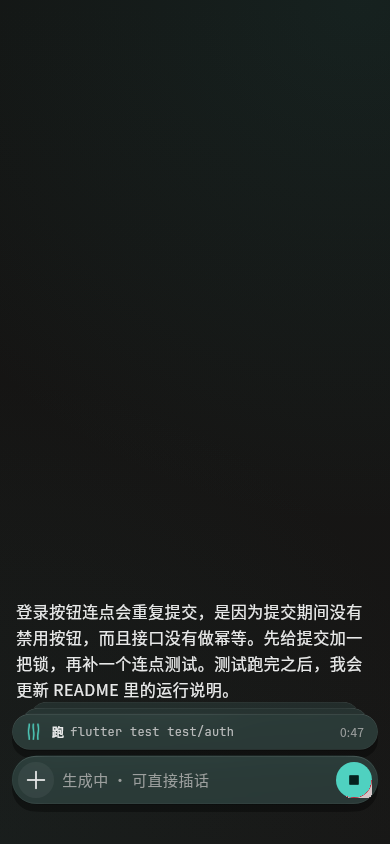 登录按钮连点会重复提交，是因为提交期间没有
禁用按钮，而且接口没有做幂等。先给提交加一
把锁，再补一个连点测试。测试跑完之后，我会
更新 README 里的运行说明。
跑 flutter test test/auth 0:47
生成中 · 可直接插话